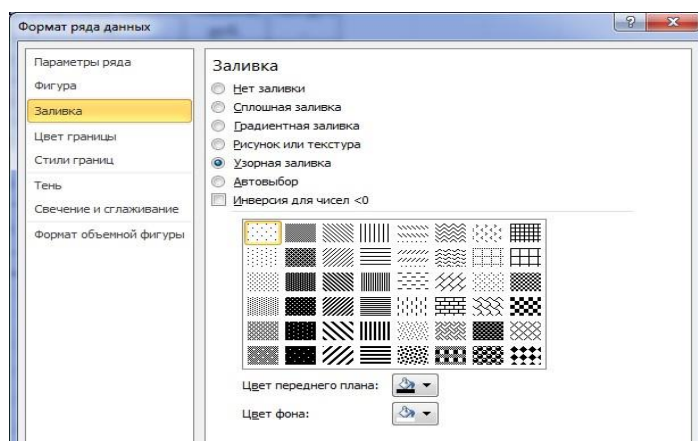 Формат ряда данных
Параметры ряда
Фигура
Заливка
Цвет границы
Стили границ
Тень
Свечение и сглаживание
Формат объемной фигуры
Заливка
Нет заливки
Сплошная заливка
Градиентная заливка
Рисунок или текстура
Узорная заливка
Автовыбор
Инверсия для чисел <0
Цвет переднего плана:
Цвет фона: